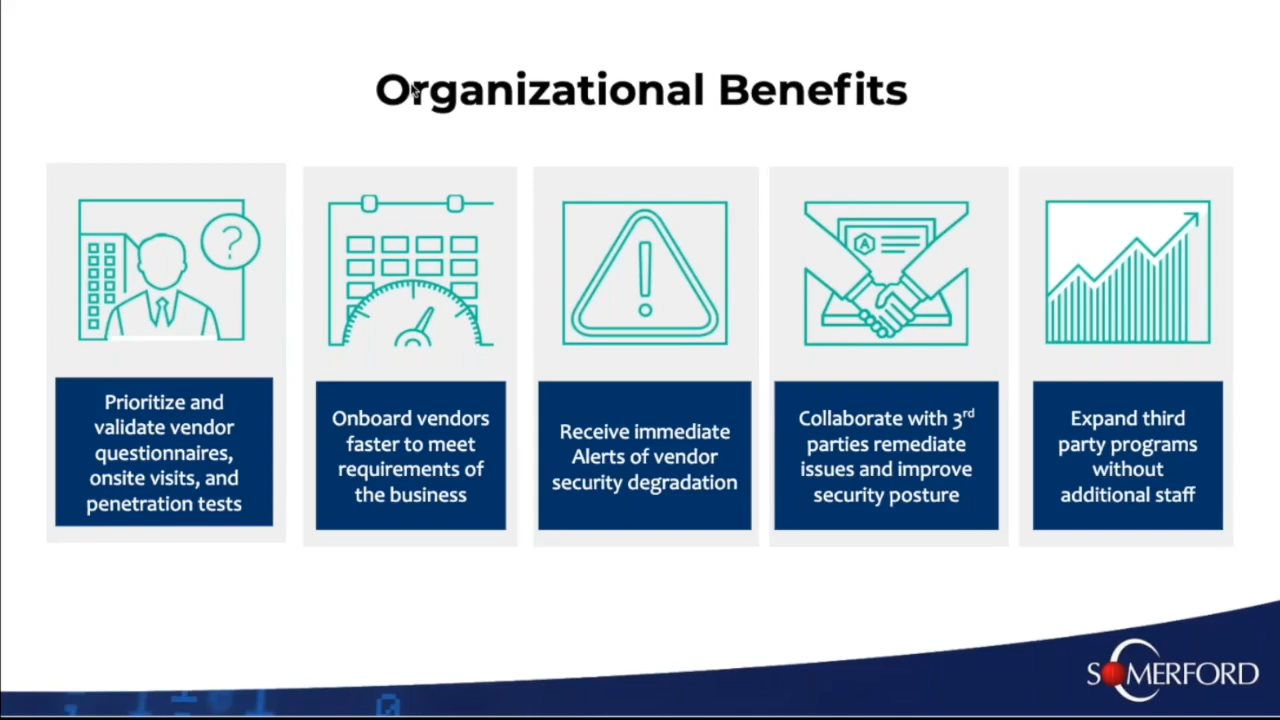 Organizational Benefits
?
A
Prioritize and
validate vendor
questionnaires,
onsite visits, and
penetration tests
Onboard vendors
faster to meet
requirements of
the business
Receive immediate
Alerts of vendor
security degradation
Collaborate with 3rd
parties remediate
issues and improve
security posture
Expand third
party programs
without
additional staff
SOMERFORD